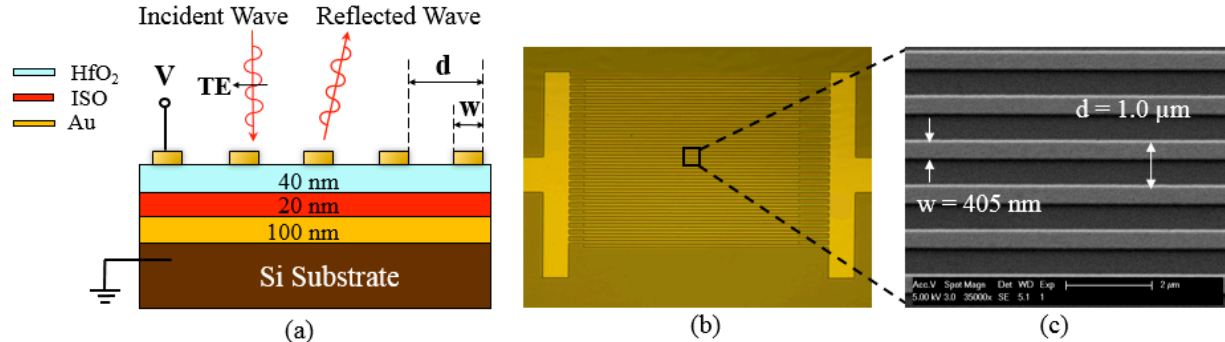 Incident Wave
Reflected Wave
HfO₂
ISO
Au
V
TE
d
w
40 nm
20 nm
100 nm
Si Substrate
(a)
(b)
d = 1.0 µm
w = 405 nm
Acc.V Spot Magn Det WD Exp
2 µm
5.00 kV 3.0 35000x SE 5.1 1
(c)